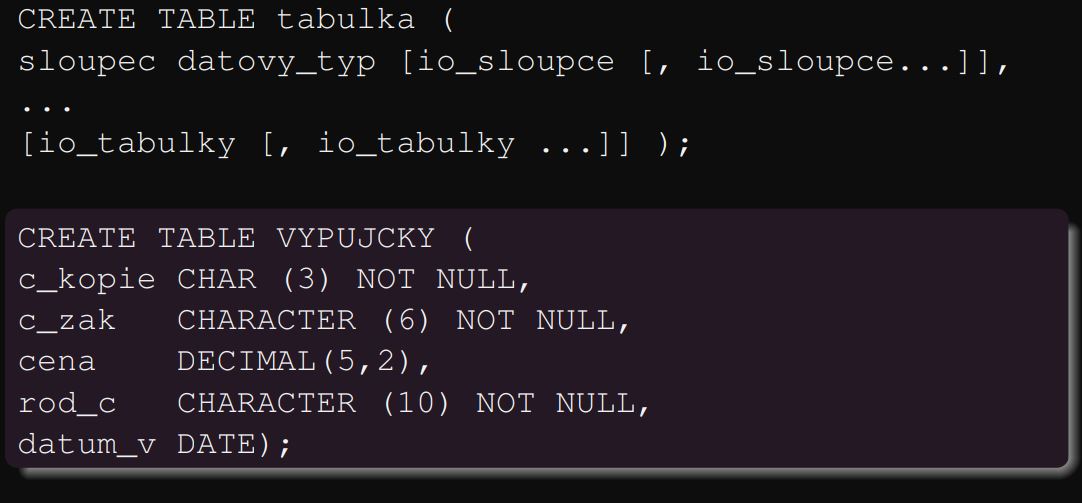 CREATE TABLE tabulka (
sloupec datovy_typ [io_sloupce [, io_sloupce...]],
...
[io_tabulky [, io_tabulky ...]] );
CREATE TABLE VYPUJCKY (
c_kopie CHAR (3) NOT NULL,
c_zak CHARACTER (6) NOT NULL,
cena DECIMAL(5,2),
rod_c CHARACTER (10) NOT NULL,
datum_v DATE);